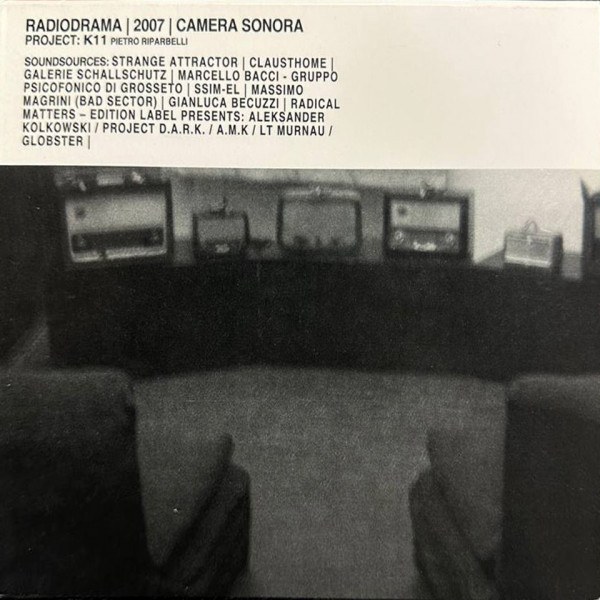 RADIODRAMA | 2007 | CAMERA SONORA
PROJECT: K11 PIETRO RIPARBELLI
SOUNDSOURCES: STRANGE ATTRACTOR | CLAUSTHOME |
GALERIE SCHALLSCHUTZ | MARCELLO BACCI - GRUPPO
PSICOFONICO DI GROSSETO | SSIM-EL | MASSIMO
MAGRINI (BAD SECTOR) | GIANLUCA BECUZZI | RADICAL
MATTERS – EDITION LABEL PRESENTS: ALEKSANDER
KOLKOWSKI / PROJECT D.A.R.K. / A.M.K / LT MURNAU /
GLOBSTER |